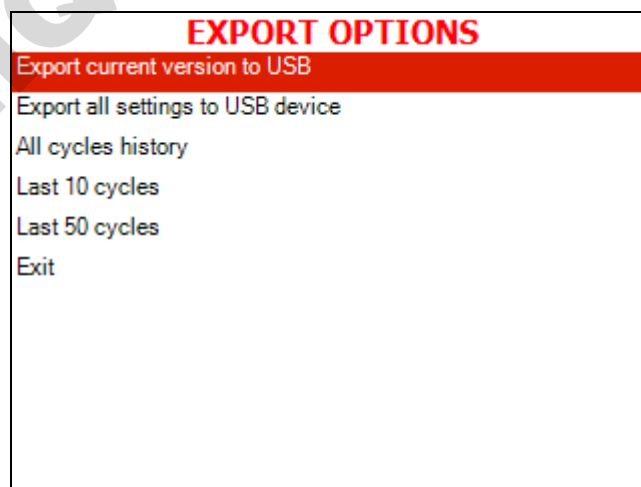 EXPORT OPTIONS
Export current version to USB
Export all settings to USB device
All cycles history
Last 10 cycles
Last 50 cycles
Exit